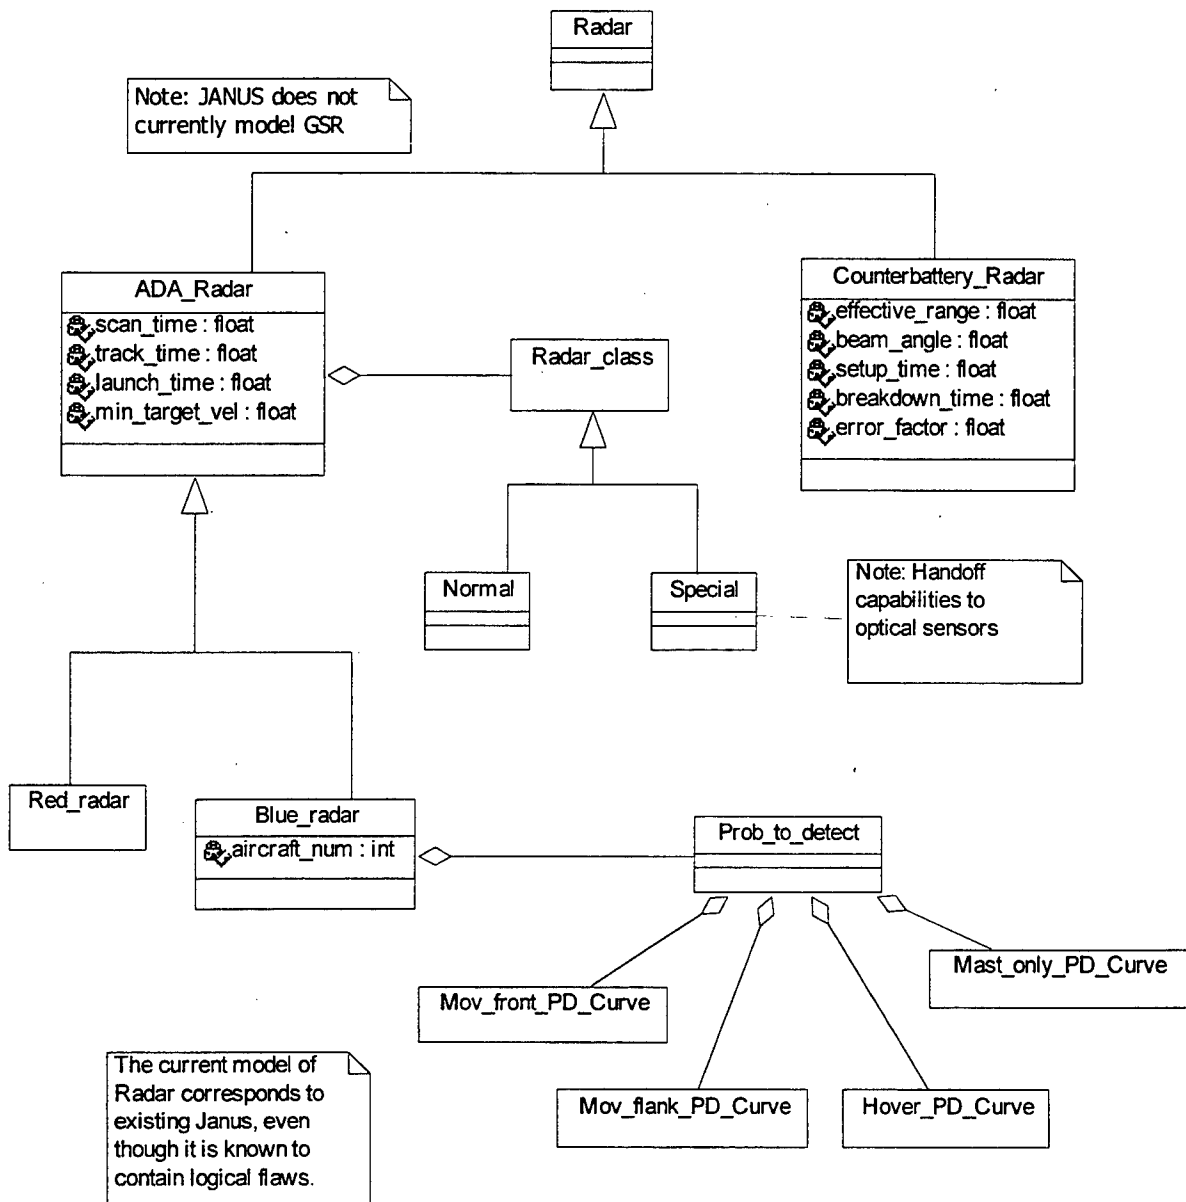 Radar
Note: JANUS does not
currently model GSR
ADA_Radar
scan_time : float
track_time : float
launch_time : float
min_target_vel : float
Radar_class
Counterbattery_Radar
effective_range : float
beam_angle : float
setup_time : float
breakdown_time : float
error_factor : float
Normal
Special
Note: Handoff
capabilities to
optical sensors
Red_radar
Blue_radar
aircraft_num : int
Prob_to_detect
Mov_front_PD_Curve
Mast_only_PD_Curve
Mov_flank_PD_Curve
Hover_PD_Curve
The current model of
Radar corresponds to
existing Janus, even
though it is known to
contain logical flaws.